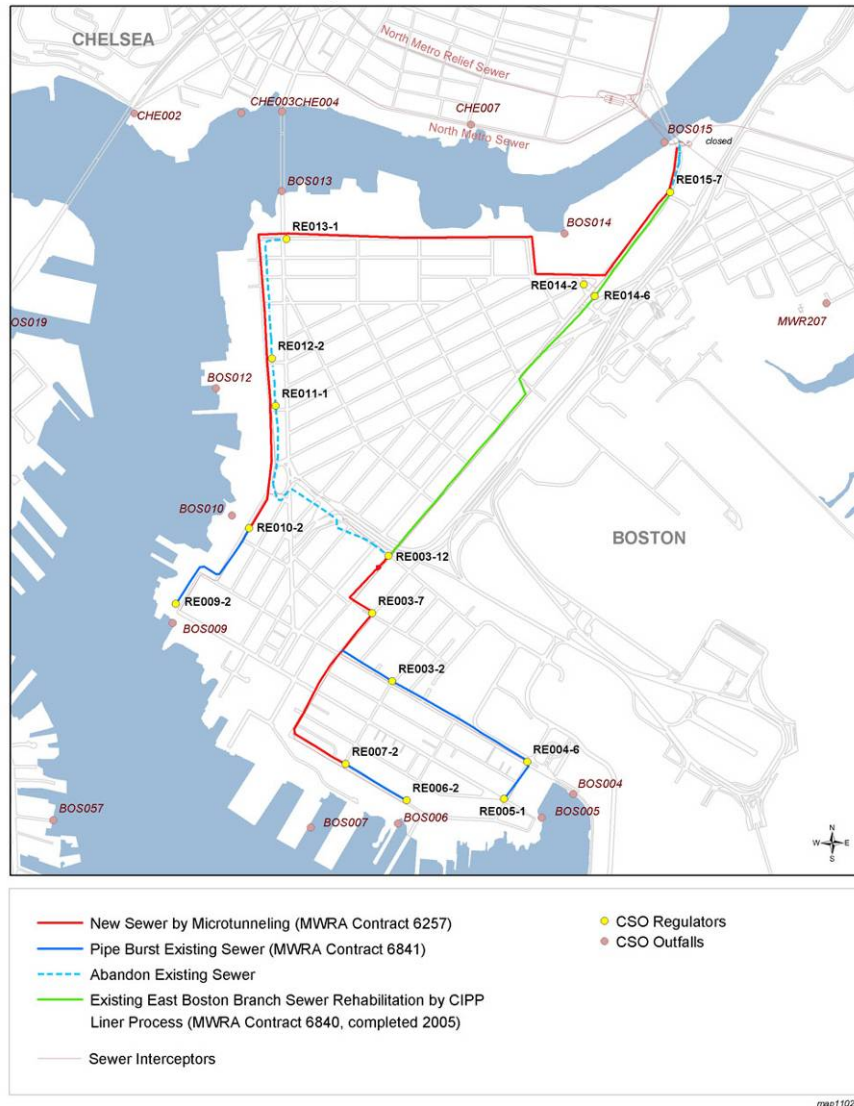 CHELSEA
North Metro Relief Sewer
CHE002
CHE003 CHE004
CHE007
North Metro Sewer
BOS015
closed
BOS013
RE015-7
BOS014
RE013-1
RE014-2
RE014-6
MWR207
OS019
RE012-2
BOS012
RE011-1
BOS010
RE010-2
BOSTON
RE003-12
RE009-2
RE003-7
BOS009
RE003-2
RE007-2
RE004-6
RE006-2
RE005-1
BOS004
BOS057
BOS007
BOS006
BOS005
N
W E
S
New Sewer by Microtunneling (MWRA Contract 6257)
CSO Regulators
Pipe Burst Existing Sewer (MWRA Contract 6841)
CSO Outfalls
Abandon Existing Sewer
Existing East Boston Branch Sewer Rehabilitation by CIPP
Liner Process (MWRA Contract 6840, completed 2005)
Sewer Interceptors
map1102